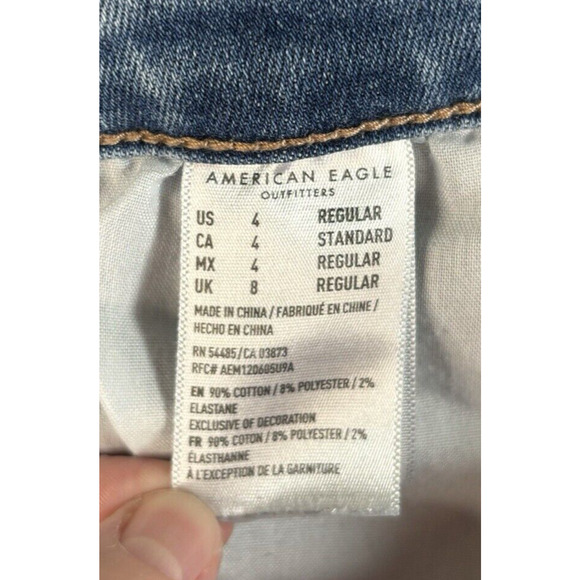 AMERICAN EAGLE
OUTFITTERS
US 4 REGULAR
CA 4 STANDARD
MX 4 REGULAR
UK 8 REGULAR
MADE IN CHINA / FABRIQUÉ EN CHINE /
HECHO EN CHINA
RN 54485/CA 03873
RFC# AEM120605U9A
EN 90% COTTON / 8% POLYESTER / 2%
ELASTANE
EXCLUSIVE OF DECORATION
FR 90% COTON / 8% POLYESTER / 2%
ÉLASTHANNE
À L'EXCEPTION DE LA GARNITURE